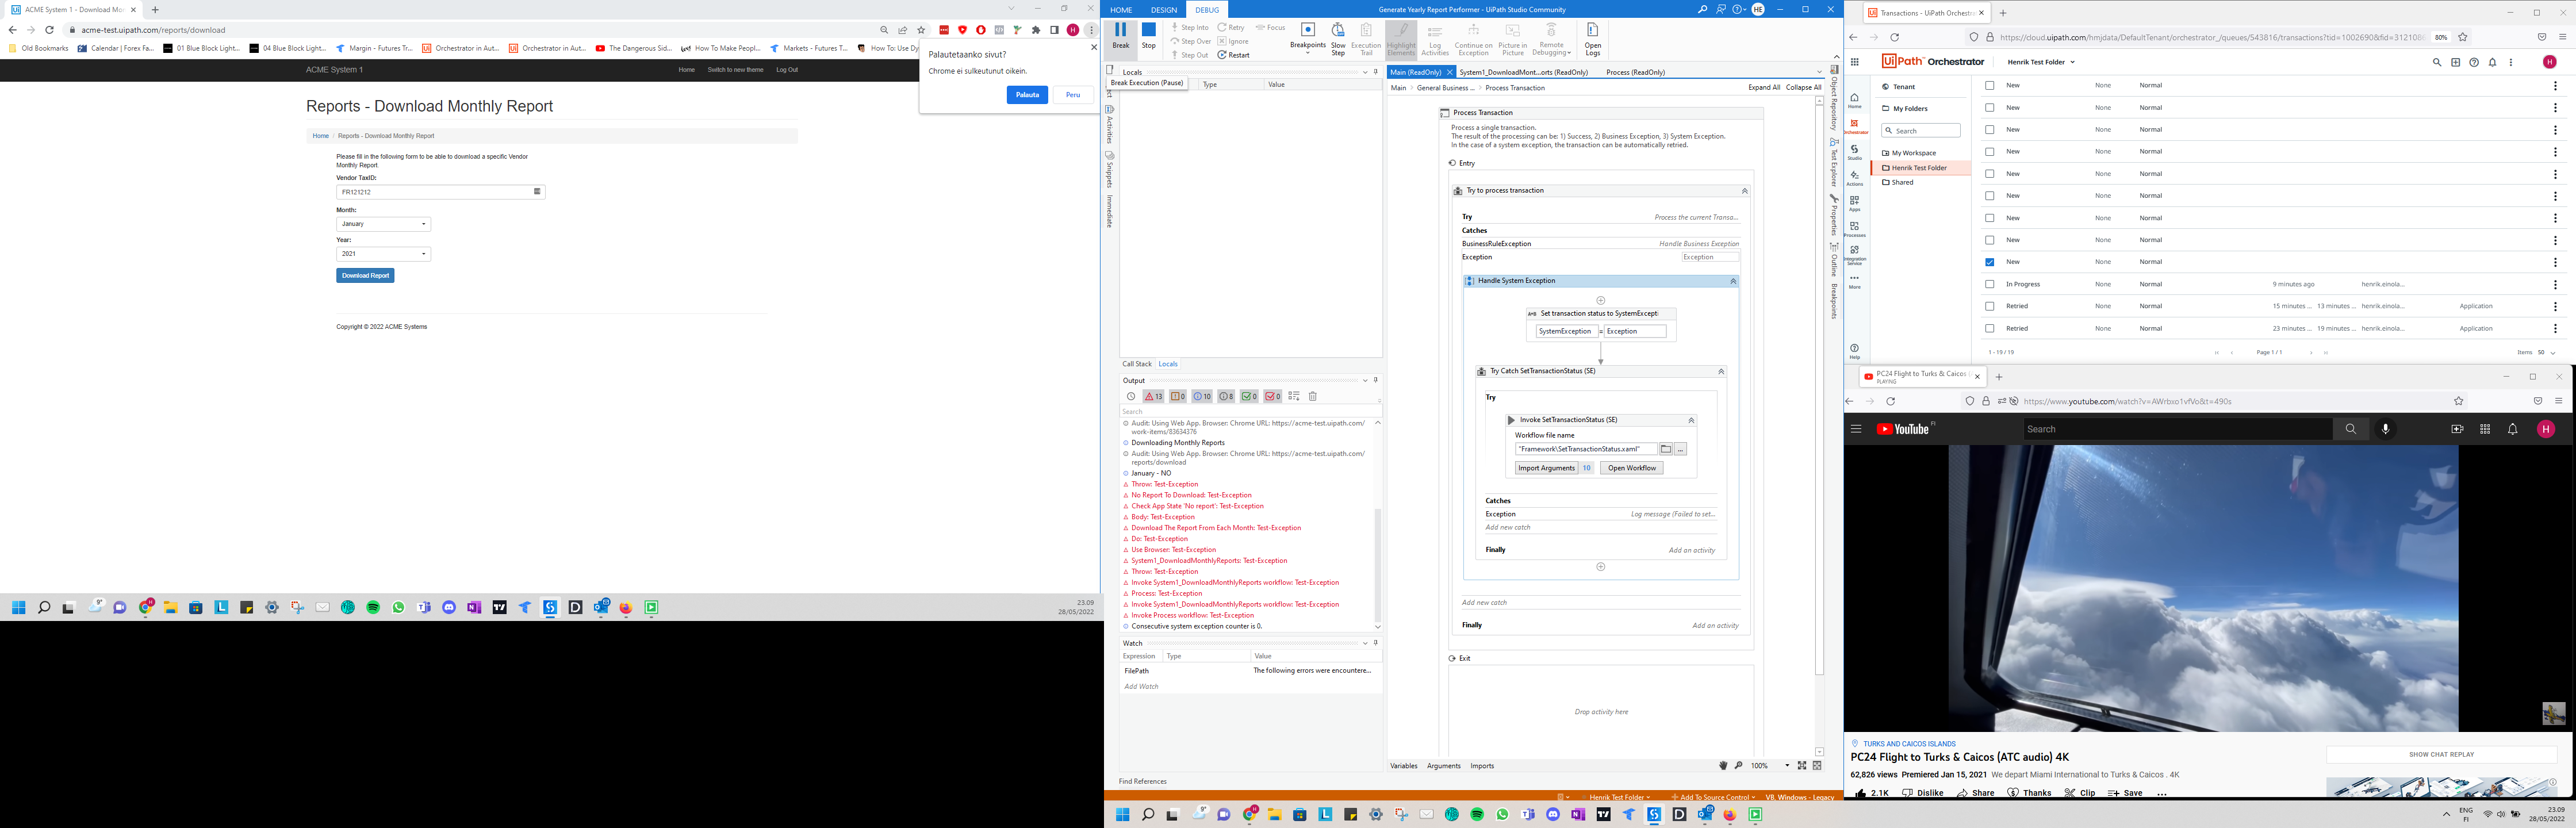 ACME System 1 - Download Mon
acme-test.uipath.com/reports/download
Old Bookmarks
Calendar | Forex Fa...
01 Blue Block Light...
04 Blue Block Light...
Margin - Futures Tr...
Orchestrator in Aut...
Orchestrator in Aut...
The Dangerous Sid...
How To Make Peopl...
Markets - Futures T...
How To: Use Dy
ACME System 1
Home
Switch to new theme
Log Out
Palautetaanko sivut?
Chrome ei sulkeutunut oikein.
Palauta
Peru
Reports - Download Monthly Report
Home / Reports - Download Monthly Report
Please fill in the following form to be able to download a specific Vendor
Monthly Report
Vendor TaxID:
FR121212
Month:
January
Year:
2021
Download Report
Copyright © 2022 ACME Systems
23.09
28/05/2022
HOME
DESIGN
DEBUG
Generate Yearly Report Performer - UiPath Studio Community
HE
Break
Stop
Step Into
Step Over
Step Out
Retry
Ignore
Restart
Focus
Breakpoints
Slow
Step
Execution
Trail
Highlight
Elements
Log
Activities
Continue on
Exception
Picture in
Picture
Remote
Debugging
Open
Logs
Locals
Break Execution (Pause)
Type
Value
Activities
Snippets
Immediate
Call Stack
Locals
Output
13
0
10
8
0
0
Search
Audit: Using Web App. Browser: Chrome URL: https://acme-test.uipath.com/
work-items/83634376
Downloading Monthly Reports
Audit: Using Web App. Browser: Chrome URL: https://acme-test.uipath.com/
reports/download
January - NO
Throw: Test-Exception
No Report To Download: Test-Exception
Check App State 'No report': Test-Exception
Body: Test-Exception
Download The Report From Each Month: Test-Exception
Do: Test-Exception
Use Browser: Test-Exception
System1_DownloadMonthlyReports: Test-Exception
Throw: Test-Exception
Invoke System1_DownloadMonthlyReports workflow: Test-Exception
Process: Test-Exception
Invoke System1_DownloadMonthlyReports workflow: Test-Exception
Invoke Process workflow: Test-Exception
Consecutive system exception counter is 0.
Watch
Expression
Type
Value
FilePath
The following errors were encountere...
Add Watch
Find References
Main (ReadOnly)
System1_DownloadMont...orts (ReadOnly)
Process (ReadOnly)
Main > General Business ... > Process Transaction
Expand All
Collapse All
Process Transaction
Process a single transaction.
The result of the processing can be: 1) Success, 2) Business Exception, 3) System Exception.
In the case of a system exception, the transaction can be automatically retried.
Entry
Try to process transaction
Try
Process the current Transa...
Catches
BusinessRuleException
Handle Business Exception
Exception
Exception
Handle System Exception
Set transaction status to SystemExcepti
SystemException = Exception
Try Catch SetTransactionStatus (SE)
Try
Invoke SetTransactionStatus (SE)
Workflow file name
"Framework\SetTransactionStatus.xaml"
...
Import Arguments 10
Open Workflow
Catches
Exception
Log message (Failed to set...
Add new catch
Finally
Add an activity
Add new catch
Finally
Add an activity
Exit
Drop activity here
Variables
Arguments
Imports
100%
Object Repository
Test Explorer
Properties
Outline
Breakpoints
Henrik Test Folder
Add To Source Control
VB, Windows - Legacy
Transactions - UiPath Orchestra
https://cloud.uipath.com/hmjdata/DefaultTenant/orchestrator_/queues/543816/transactions?tid=1002690&fid=312108
80%
UiPath Orchestrator
Henrik Test Folder
H
Home
Orchestrator
Studio
Actions
Apps
Processes
Integration
Service
More
Help
Tenant
My Folders
Search
My Workspace
Henrik Test Folder
Shared
New None Normal
New None Normal
New None Normal
New None Normal
New None Normal
New None Normal
New None Normal
New None Normal
New None Normal
In Progress None Normal 9 minutes ago henrik.einola...
Retried None Normal 15 minutes ... 13 minutes ... henrik.einola... Application
Retried None Normal 23 minutes ... 19 minutes ... henrik.einola... Application
1 - 19 / 19
Page 1 / 1
Items 50
PC24 Flight to Turks & Caicos
PLAYING
https://www.youtube.com/watch?v=AWrbxo1vfVo&t=490s
YouTube FI
Search
H
TURKS AND CAICOS ISLANDS
PC24 Flight to Turks & Caicos (ATC audio) 4K
62,826 views Premiered Jan 15, 2021 We depart Miami International to Turks & Caicos . 4K
2.1K
Dislike
Share
Thanks
Clip
Save
SHOW CHAT REPLAY
ENG
FI
23.09
28/05/2022